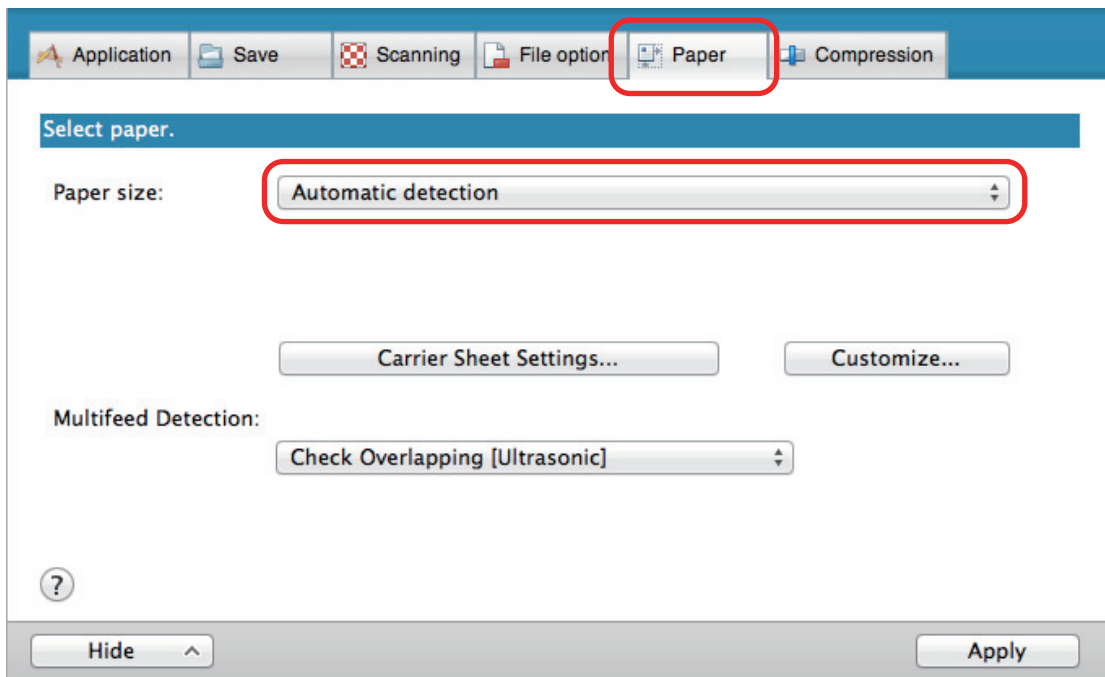 Application Save Scanning File option Paper Compression
Select paper.
Paper size: Automatic detection
Carrier Sheet Settings... Customize...
Multifeed Detection:
Check Overlapping [Ultrasonic]
?
Hide Apply